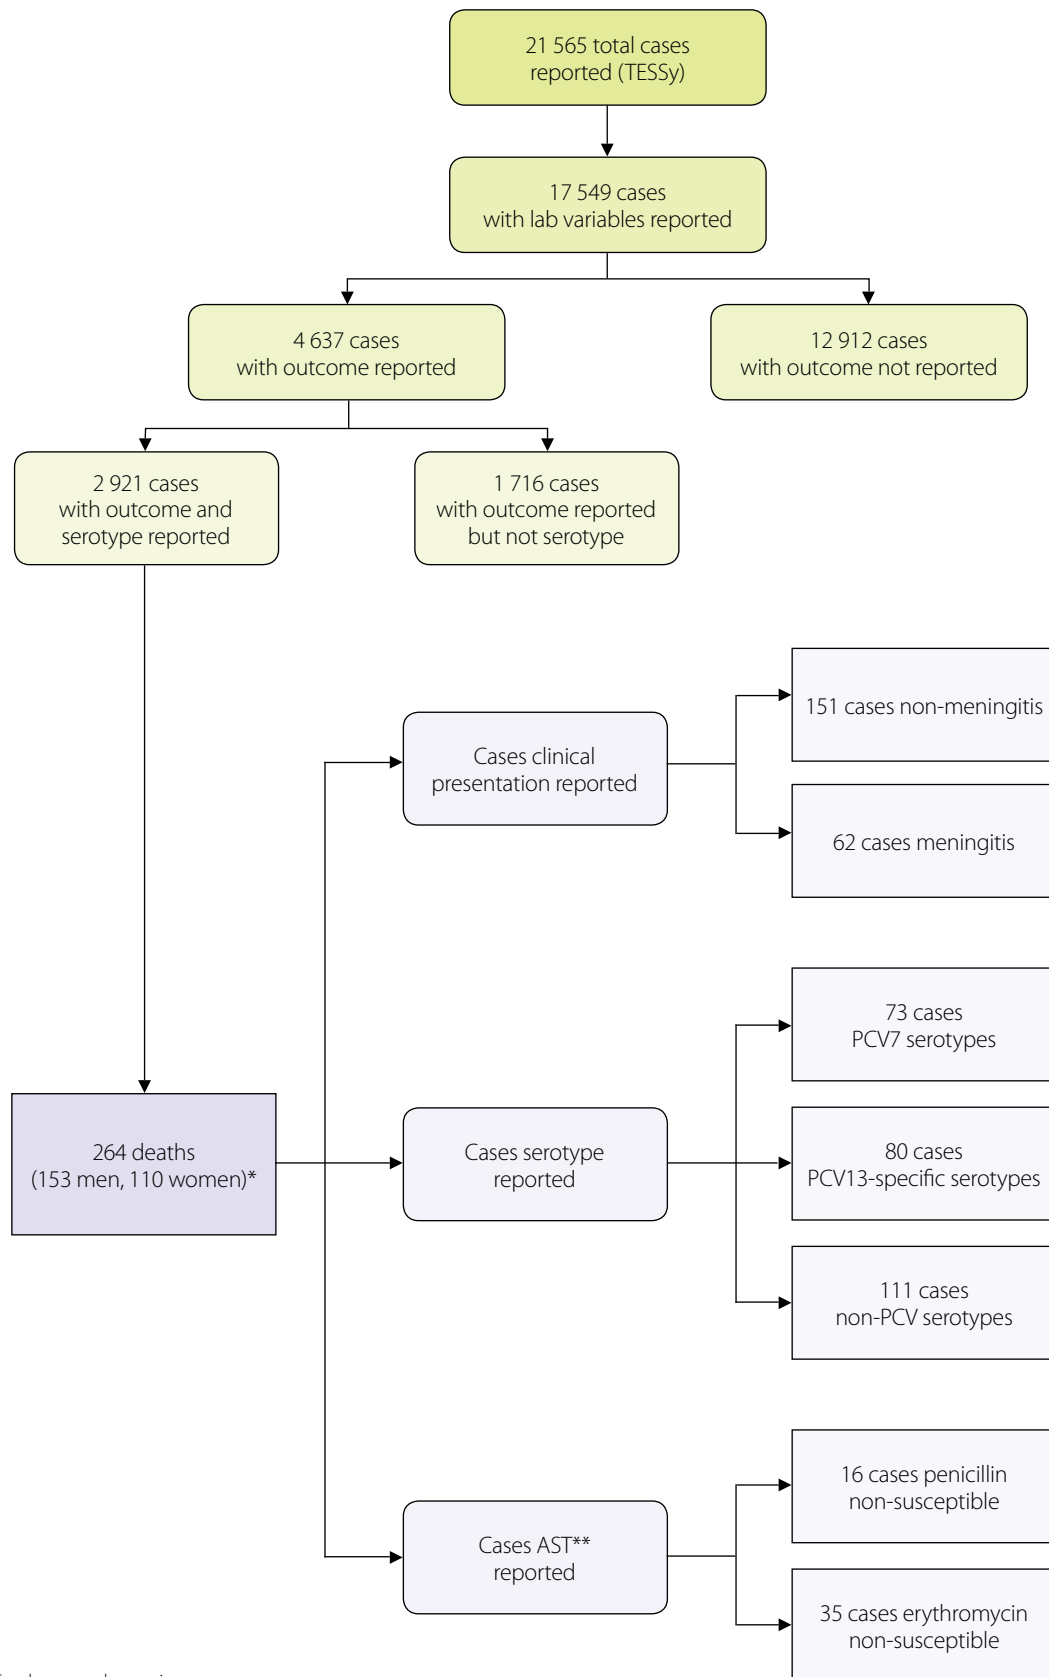 21 565 total cases
reported (TESSy)
17 549 cases
with lab variables reported
4 637 cases
with outcome reported
12 912 cases
with outcome not reported
2 921 cases
with outcome and
serotype reported
1 716 cases
with outcome reported
but not serotype
151 cases non-meningitis
Cases clinical
presentation reported
62 cases meningitis
73 cases
PCV7 serotypes
264 deaths
(153 men, 110 women)*
Cases serotype
reported
80 cases
PCV13-specific serotypes
111 cases
non-PCV serotypes
16 cases penicillin
non-susceptible
Cases AST**
reported
35 cases erythromycin
non-susceptible